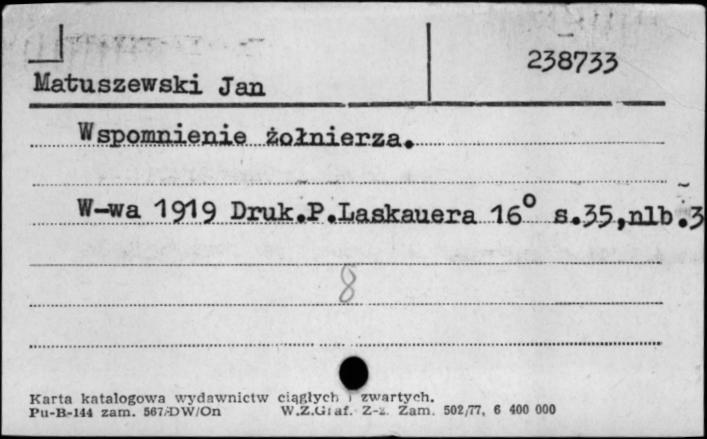 238733
Matuszewski Jan
Wspomnienie żołnierza.
W-wa 1919 Druk.P.Laskauera 16° s.35,nlb.3
8
Karta katalogowa wydawnictw ciągłych i zwartych.
Pu-B-144 zam. 567/DW/On W.Z.Graf. Z-z. Zam. 502/77, 6 400 000